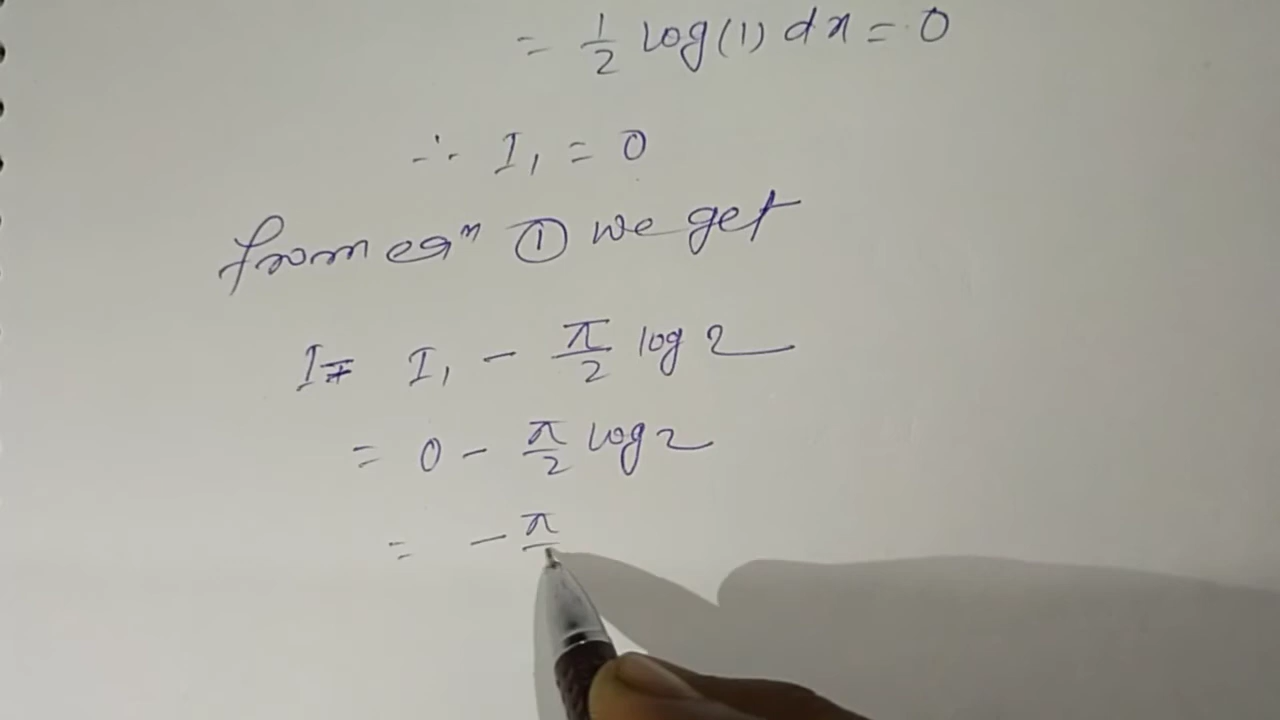 = 1/2 log(1) dx = 0
∴ I₁ = 0
from eqⁿ ① we get
I = I₁ - π/2 log 2
= 0 - π/2 log 2
= - π